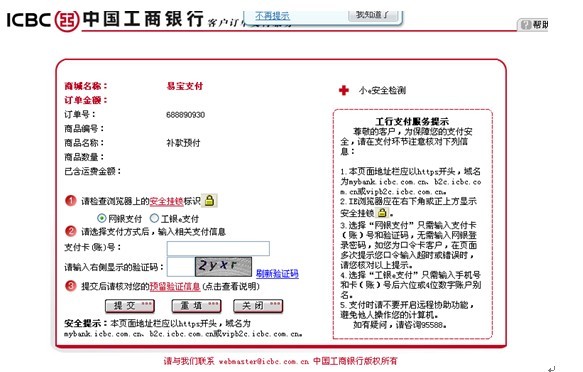 不再提示
我知道了
ICBC 中国工商银行 客户订单支付服务
帮助
商城名称： 易宝支付
订单金额：
订单号： 688890930
商品编号：
商品名称： 补款预付
商品数量：
已含运费金额：
1 请检查浏览器上的安全挂锁标识
网银支付 工银e支付
2 请选择支付方式后，输入相关支付信息
支付卡(账)号：
请输入右侧显示的验证码： 2yxr 刷新验证码
3 提交后请核对您的预留验证信息(点击查看说明)
提 交 重 填 关 闭
安全提示：本页面地址栏应以https开头，域名为
mybank.icbc.com.cn、b2c.icbc.com.cn或vipb2c.icbc.com.cn。
小e安全检测
工行支付服务提示
尊敬的客户，为保障您的支付安
全，请在支付环节注意核对下列信
息：
1.本页面地址栏应以https开头，域名
为mybank.icbc.com.cn、b2c.icbc.co
m.cn或vipb2c.icbc.com.cn。
2.IE浏览器应在右下角或正上方显示
安全挂锁。
3.选择“网银支付”只需输入支付卡
（账）号和验证码，无需输入网银登
录密码，如您为口令卡客户，在页面
多次提示您口令输入超时或错误时，
请您核对以上提示。
4.选择“工银e支付”只需输入手机号
和卡（账）号后六位或4位数字账户别
名。
5.支付时请不要开启远程协助功能，
避免他人操作您的计算机。
如有疑问，请咨询95588。
请与我们联系 webmaster@icbc.com.cn 中国工商银行版权所有